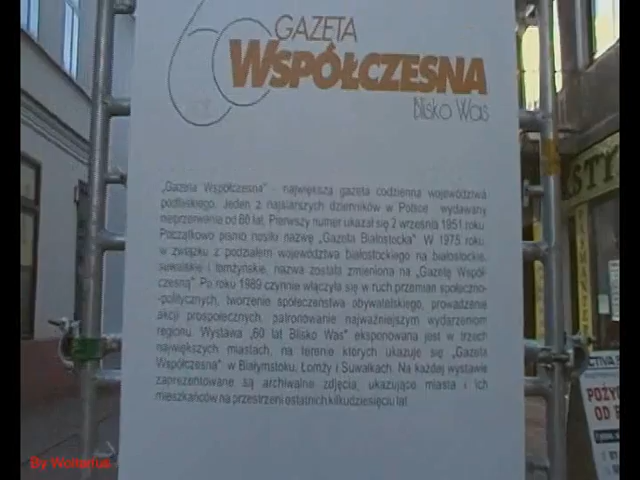 60 GAZETA
WSPÓŁCZESNA
Blisko Was
„Gazeta Współczesna" - największa gazeta codzienna województwa
podlaskiego. Jeden z najstarszych dzienników w Polsce wydawany
nieprzerwanie od 60 lat. Pierwszy numer ukazał się 2 września 1951 roku.
Początkowo pismo nosiło nazwę „Gazeta Białostocka". W 1975 roku,
w związku z podziałem województwa białostockiego na białostockie,
suwalskie i łomżyńskie, nazwa została zmieniona na „Gazetę Współ-
czesną". Po roku 1989 czynnie włączyła się w ruch przemian społeczno-
-politycznych, tworzenie społeczeństwa obywatelskiego, prowadzenie
akcji prospołecznych, patronowanie najważniejszym wydarzeniom
regionu. Wystawa „60 lat Blisko Was" eksponowana jest w trzech
największych miastach, na terenie których ukazuje się „Gazeta
Współczesna" w Białymstoku, Łomży i Suwałkach. Na każdej wystawie
zaprezentowane są archiwalne zdjęcia, ukazujące miasta i ich
mieszkańców na przestrzeni ostatnich kilkudziesięciu lat.
STY
POŻY
OD